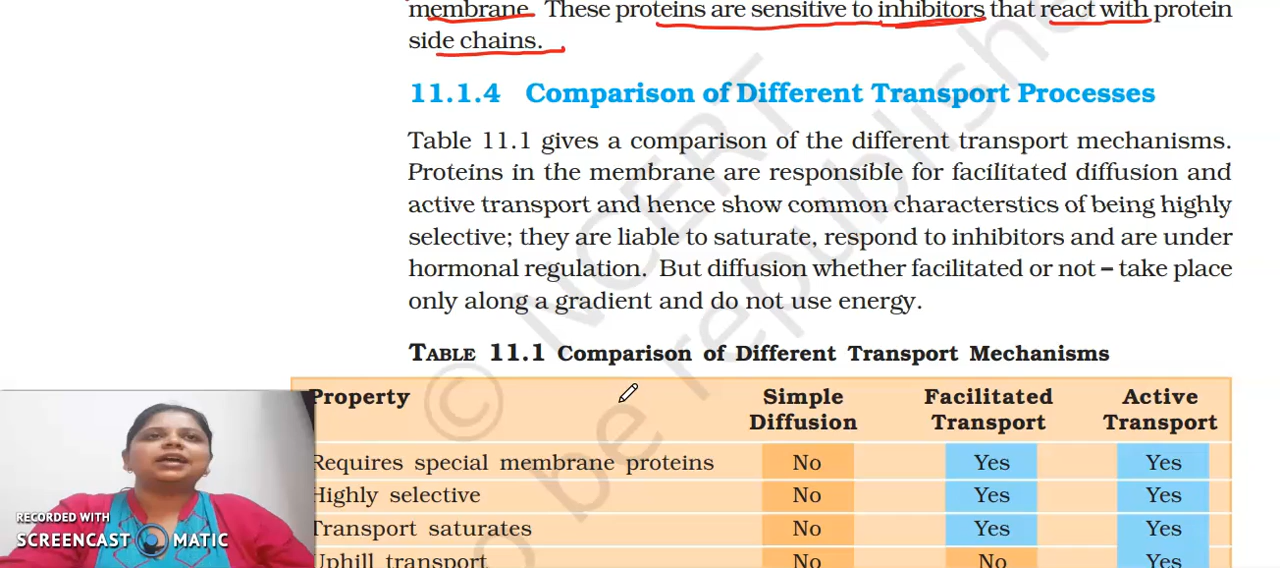 membrane. These proteins are sensitive to inhibitors that react with protein
side chains.
11.1.4 Comparison of Different Transport Processes
Table 11.1 gives a comparison of the different transport mechanisms.
Proteins in the membrane are responsible for facilitated diffusion and
active transport and hence show common characterstics of being highly
selective; they are liable to saturate, respond to inhibitors and are under
hormonal regulation. But diffusion whether facilitated or not – take place
only along a gradient and do not use energy.
TABLE 11.1 Comparison of Different Transport Mechanisms
Property Simple Diffusion Facilitated Transport Active Transport
Requires special membrane proteins No Yes Yes
Highly selective No Yes Yes
Transport saturates No Yes Yes
Uphill transport No No Yes
© NCERT
o be republishe
RECORDED WITH
SCREENCAST MATIC